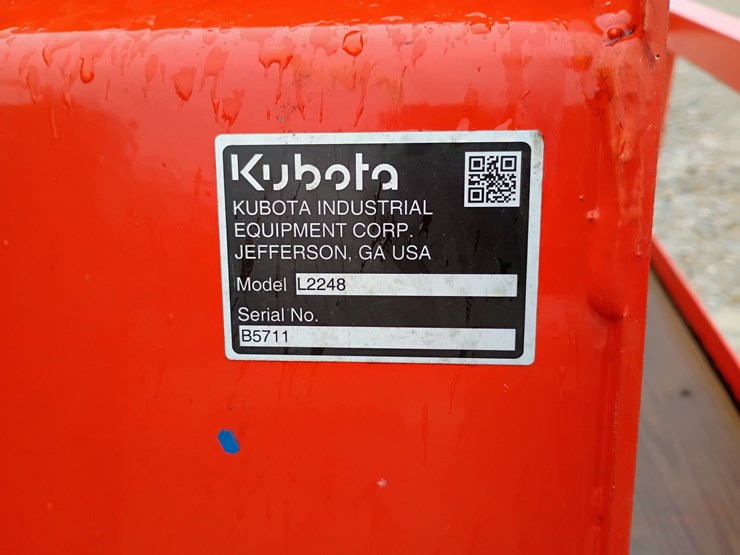 Kubota
KUBOTA INDUSTRIAL
EQUIPMENT CORP.
JEFFERSON, GA USA
Model L2248
Serial No.
B5711